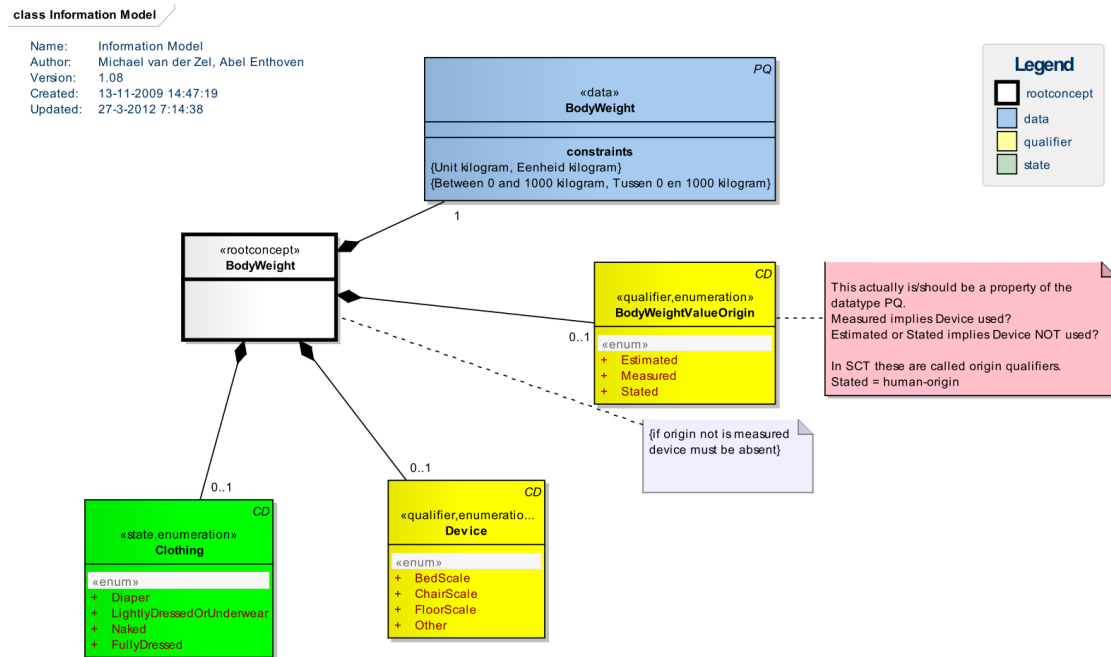 class Information Model
Name: Information Model
Author: Michael van der Zel, Abel Enthoven
Version: 1.08
Created: 13-11-2009 14:47:19
Updated: 27-3-2012 7:14:38
PQ
«data»
BodyWeight
constraints
{Unit kilogram, Eenheid kilogram}
{Between 0 and 1000 kilogram, Tussen 0 en 1000 kilogram}
Legend
rootconcept
data
qualifier
state
1
«rootconcept»
BodyWeight
CD
«qualifier,enumeration»
BodyWeightValueOrigin
«enum»
+ Estimated
+ Measured
+ Stated
0..1
This actually is/should be a property of the
datatype PQ.
Measured implies Device used?
Estimated or Stated implies Device NOT used?
In SCT these are called origin qualifiers.
Stated = human-origin
{if origin not is measured
device must be absent}
0..1
CD
«state,enumeration»
Clothing
«enum»
+ Diaper
+ LightlyDressedOrUnderwear
+ Naked
+ FullyDressed
0..1
CD
«qualifier,enumeratio...
Device
«enum»
+ BedScale
+ ChairScale
+ FloorScale
+ Other